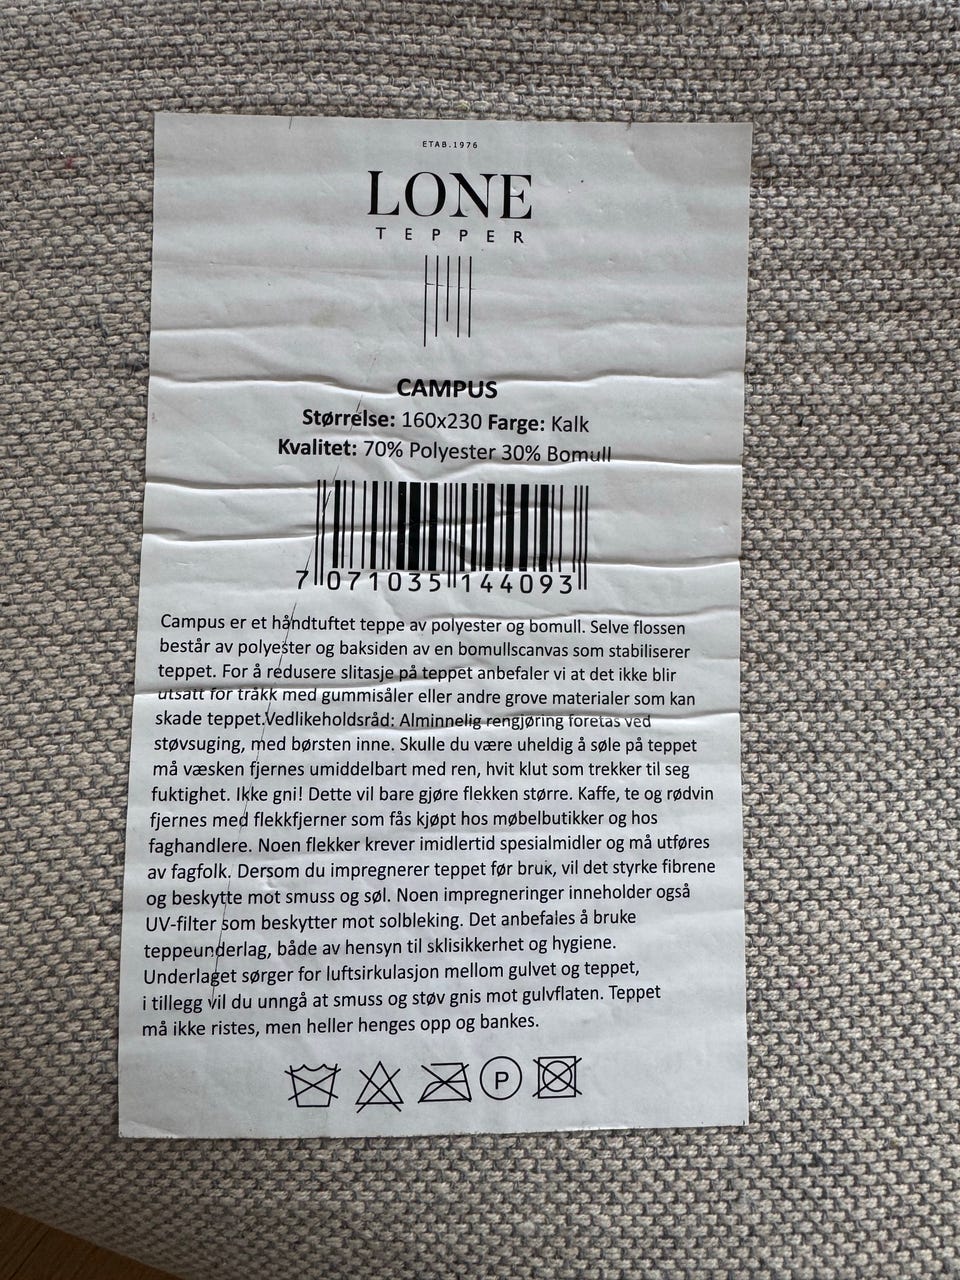 ETAB.1976
LONE
TEPPER
CAMPUS
Størrelse: 160x230 Farge: Kalk
Kvalitet: 70% Polyester 30% Bomull
7 071035 144093
Campus er et håndtuftet teppe av polyester og bomull. Selve flossen
består av polyester og baksiden av en bomullscanvas som stabiliserer
teppet. For å redusere slitasje på teppet anbefaler vi at det ikke blir
utsatt for tråkk med gummisåler eller andre grove materialer som kan
skade teppet.Vedlikeholdsråd: Alminnelig rengjøring foretas ved
støvsuging, med børsten inne. Skulle du være uheldig å søle på teppet
må væsken fjernes umiddelbart med ren, hvit klut som trekker til seg
fuktighet. Ikke gni! Dette vil bare gjøre flekken større. Kaffe, te og rødvin
fjernes med flekkfjerner som fås kjøpt hos møbelbutikker og hos
faghandlere. Noen flekker krever imidlertid spesialmidler og må utføres
av fagfolk. Dersom du impregnerer teppet før bruk, vil det styrke fibrene
og beskytte mot smuss og søl. Noen impregneringer inneholder også
UV-filter som beskytter mot solbleking. Det anbefales å bruke
teppeunderlag, både av hensyn til sklisikkerhet og hygiene.
Underlaget sørger for luftsirkulasjon mellom gulvet og teppet,
i tillegg vil du unngå at smuss og støv gnis mot gulvflaten. Teppet
må ikke ristes, men heller henges opp og bankes.
P